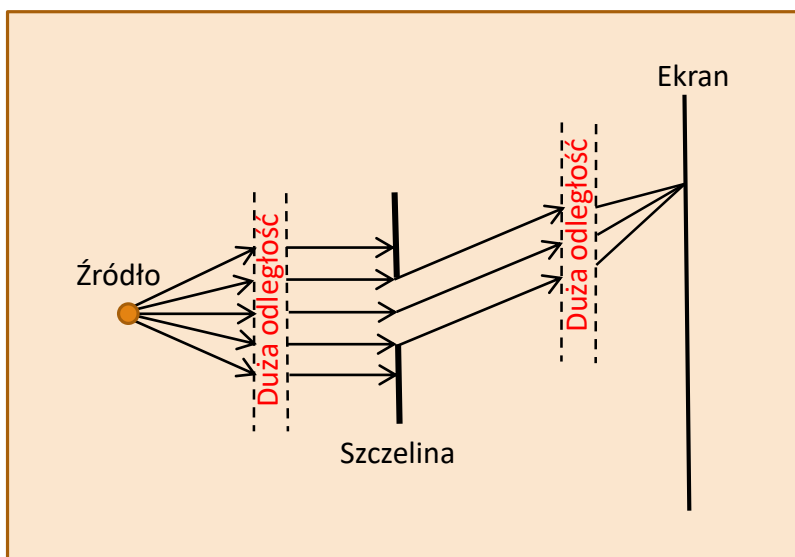 Ekran
Duża odległość
Duża odległość
Źródło
Szczelina